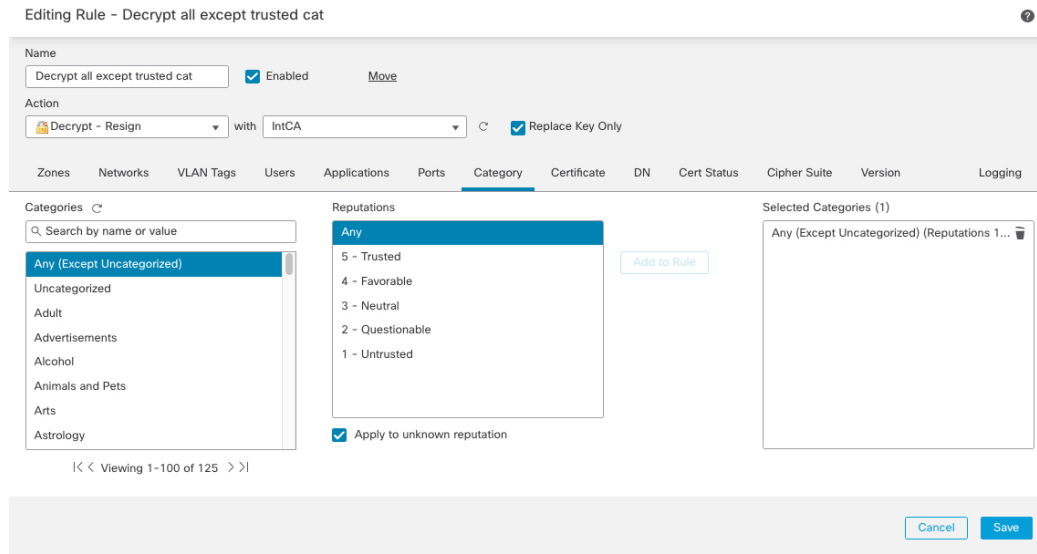 Editing Rule - Decrypt all except trusted cat
Name
Decrypt all except trusted cat
Enabled
Move
Action
Decrypt - Resign
with
IntCA
Replace Key Only
Zones
Networks
VLAN Tags
Users
Applications
Ports
Category
Certificate
DN
Cert Status
Cipher Suite
Version
Logging
Categories
Search by name or value
Any (Except Uncategorized)
Uncategorized
Adult
Advertisements
Alcohol
Animals and Pets
Arts
Astrology
Viewing 1-100 of 125
Reputations
Any
5 - Trusted
4 - Favorable
3 - Neutral
2 - Questionable
1 - Untrusted
Apply to unknown reputation
Add to Rule
Selected Categories (1)
Any (Except Uncategorized) (Reputations 1...
Cancel
Save